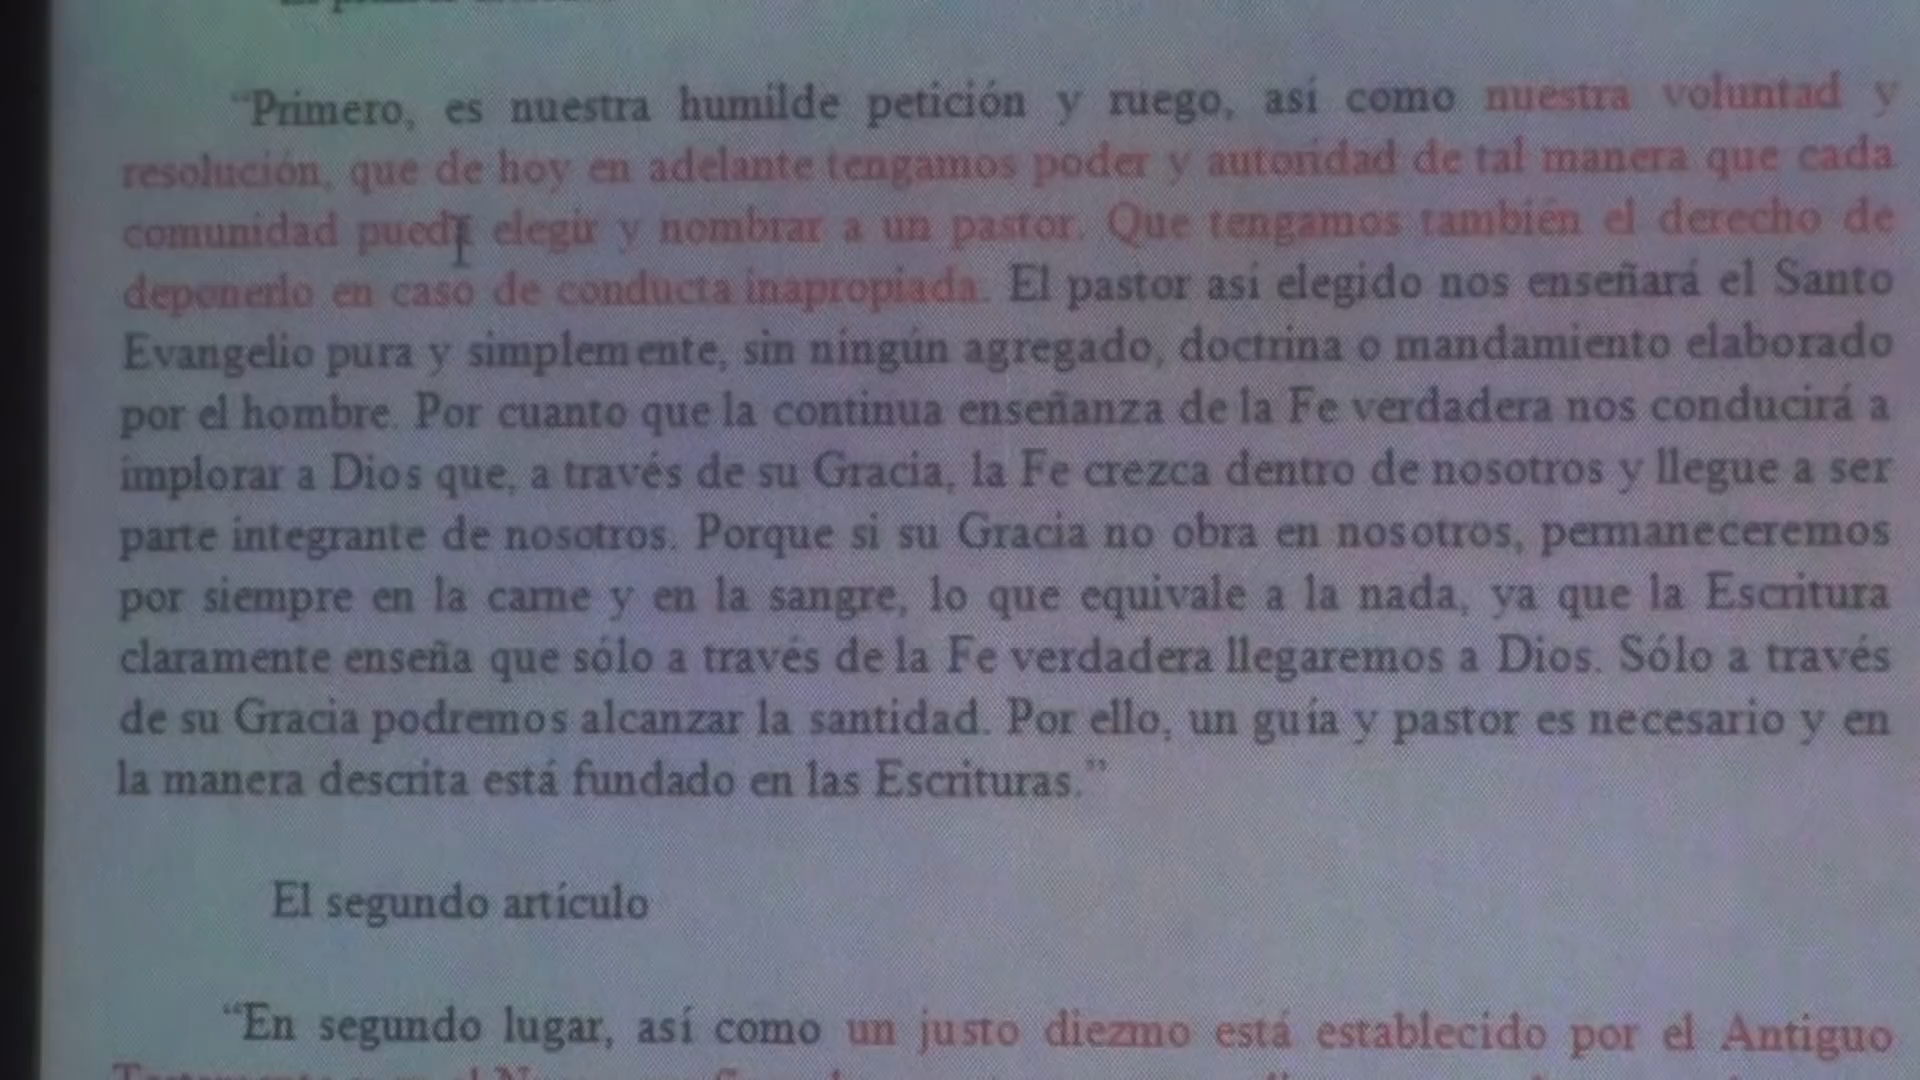 “Primero, es nuestra humilde petición y ruego, así como nuestra voluntad y
resolución, que de hoy en adelante tengamos poder y autoridad de tal manera que cada
comunidad puede elegir y nombrar a un pastor. Que tengamos también el derecho de
deponerlo en caso de conducta inapropiada. El pastor así elegido nos enseñará el Santo
Evangelio pura y simplemente, sin ningún agregado, doctrina o mandamiento elaborado
por el hombre. Por cuanto que la continua enseñanza de la Fe verdadera nos conducirá a
implorar a Dios que, a través de su Gracia, la Fe crezca dentro de nosotros y llegue a ser
parte integrante de nosotros. Porque si su Gracia no obra en nosotros, permaneceremos
por siempre en la carne y en la sangre, lo que equivale a la nada, ya que la Escritura
claramente enseña que sólo a través de la Fe verdadera llegaremos a Dios. Sólo a través
de su Gracia podremos alcanzar la santidad. Por ello, un guía y pastor es necesario y en
la manera descrita está fundado en las Escrituras.”
El segundo artículo
“En segundo lugar, así como un justo diezmo está establecido por el Antiguo